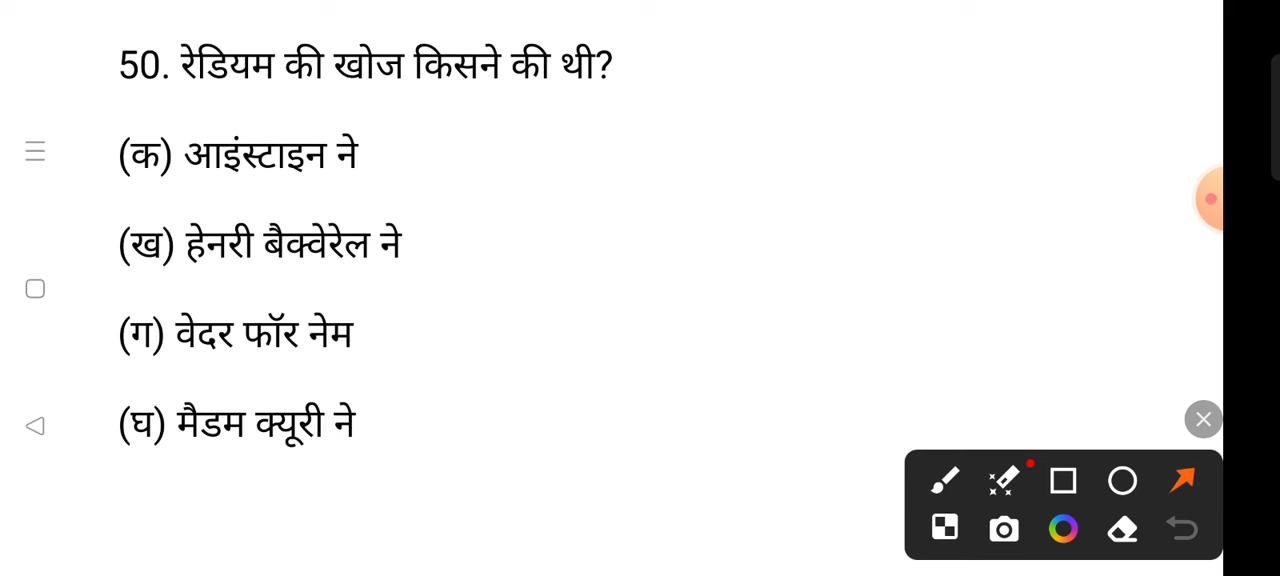 50. रेडियम की खोज किसने की थी?
(क) आइंस्टाइन ने
(ख) हेनरी बैक्वेरेल ने
(ग) वेदर फॉर नेम
(घ) मैडम क्यूरी ने